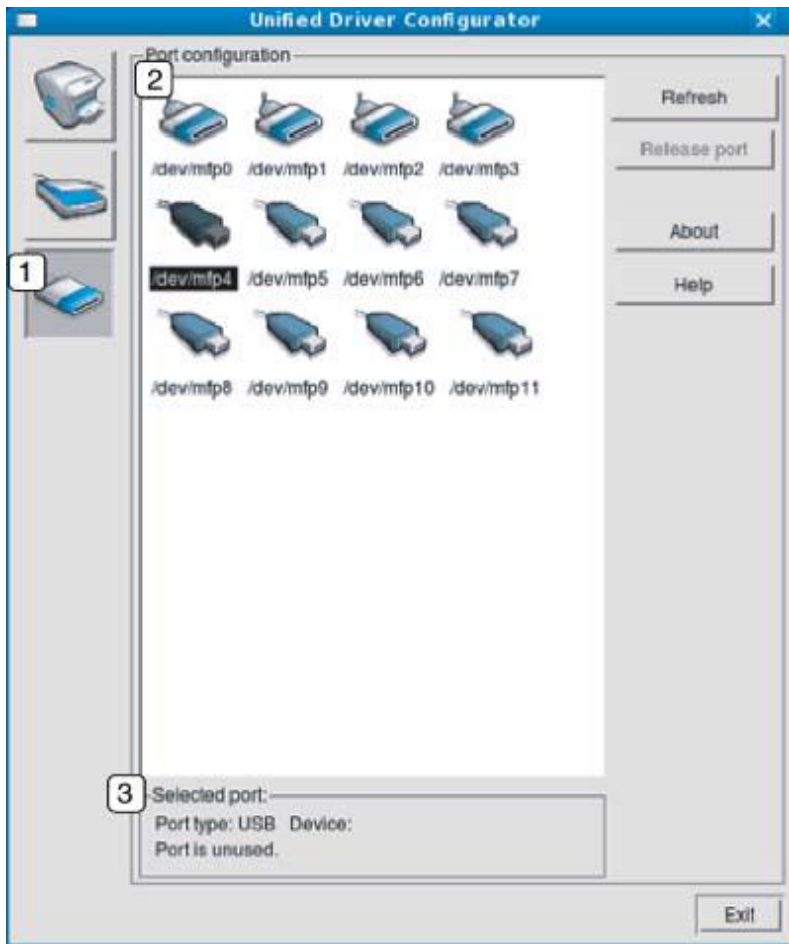 Unified Driver Configurator
Port configuration
2
/dev/mfp0 /dev/mfp1 /dev/mfp2 /dev/mfp3
/dev/mfp4 /dev/mfp5 /dev/mfp6 /dev/mfp7
/dev/mfp8 /dev/mfp9 /dev/mfp10 /dev/mfp11
1
Refresh
Release port
About
Help
3
Selected port:
Port type: USB Device:
Port is unused.
Exit